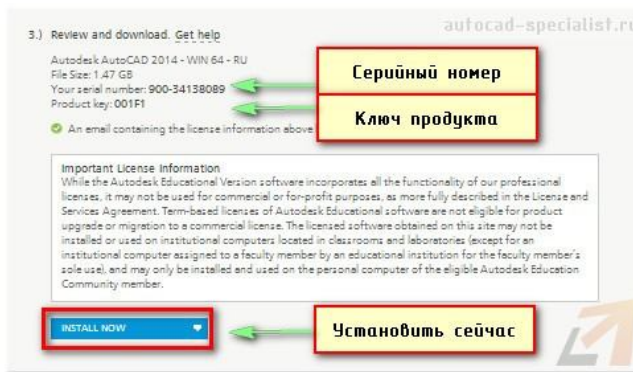 autocad-specialist.ru
3.) Review and download. Get help
Autodesk AutoCAD 2014 - WIN 64 - RU
File Size: 1.47 GB
Your serial number: 900-34138089
Product key: 001F1
Серийный номер
Ключ продукта
An email containing the license information above
Important License Information
While the Autodesk Educational Version software incorporates all the functionality of our professional
licenses, it may not be used for commercial or for-profit purposes, as more fully described in the License and
Services Agreement. Term-based licenses of Autodesk Educational software are not eligible for product
upgrade or migration to a commercial license. The licensed software obtained on this site may not be
installed or used on institutional computers located in classrooms and laboratories (except for an
institutional computer assigned to a faculty member by an educational institution for the faculty member's
sole use), and may only be installed and used on the personal computer of the eligible Autodesk Education
Community member.
INSTALL NOW
Установить сейчас